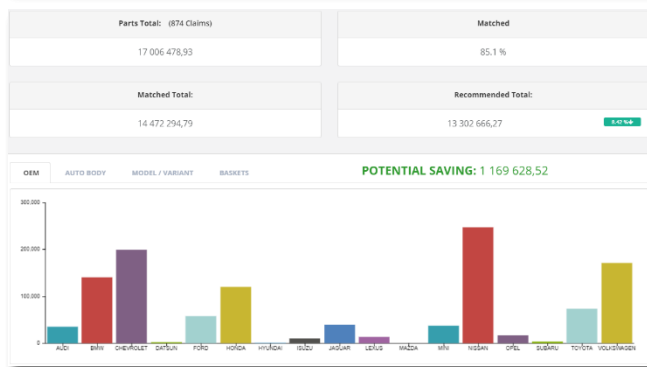 Parts Total: (874 Claims)
Matched
17 006 478,93
85.1 %
Matched Total:
Recommended Total:
14 472 294,79
13 302 666,27
OEM
AUTO BODY
MODEL / VARIANT
BASKETS
POTENTIAL SAVING: 1 169 628,52
300,000
200,000
100,000
0
AUDI BMW CHEVROLET DATSUN FORD HONDA HYUNDAI ISUZU JAGUAR LEXUS MAZDA MINI NISSAN OPEL SUBARU TOYOTA VOLKSWAGEN